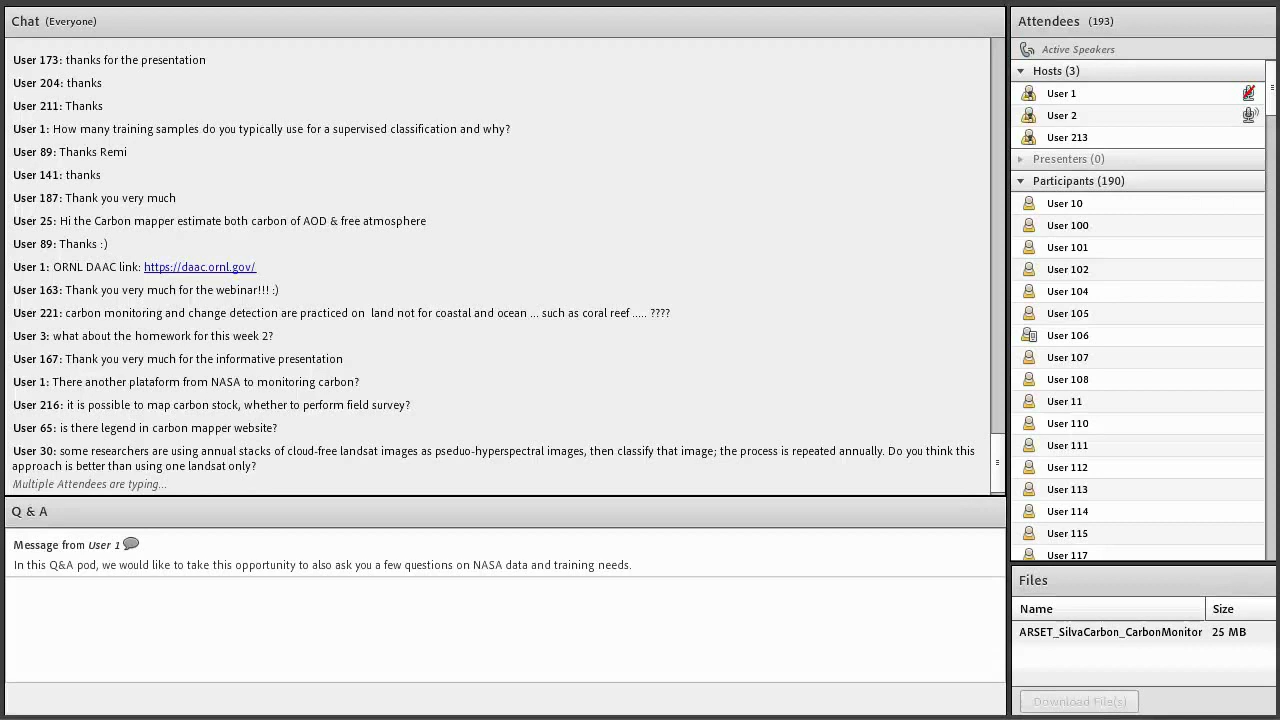 Chat (Everyone)
User 173: thanks for the presentation
User 204: thanks
User 211: Thanks
User 1: How many training samples do you typically use for a supervised classification and why?
User 89: Thanks Remi
User 141: thanks
User 187: Thank you very much
User 25: Hi the Carbon mapper estimate both carbon of AOD & free atmosphere
User 89: Thanks :)
User 1: ORNL DAAC link: https://daac.ornl.gov/
User 163: Thank you very much for the webinar!!! :)
User 221: carbon monitoring and change detection are practiced on  land not for coastal and ocean ... such as coral reef ..... ????
User 3: what about the homework for this week 2?
User 167: Thank you very much for the informative presentation
User 1: There another plataform from NASA to monitoring carbon?
User 216: it is possible to map carbon stock, whether to perform field survey?
User 65: is there legend in carbon mapper website?
User 30: some researchers are using annual stacks of cloud-free landsat images as pseduo-hyperspectral images, then classify that image; the process is repeated annually. Do you think this
approach is better than using one landsat only?
Multiple Attendees are typing...
Q & A
Message from User 1
In this Q&A pod, we would like to take this opportunity to also ask you a few questions on NASA data and training needs.
Attendees (193)
Active Speakers
Hosts (3)
User 1
User 2
User 213
Presenters (0)
Participants (190)
User 10
User 100
User 101
User 102
User 104
User 105
User 106
User 107
User 108
User 11
User 110
User 111
User 112
User 113
User 114
User 115
User 117
Files
Name Size
ARSET_SilvaCarbon_CarbonMonitor 25 MB
Download File(s)